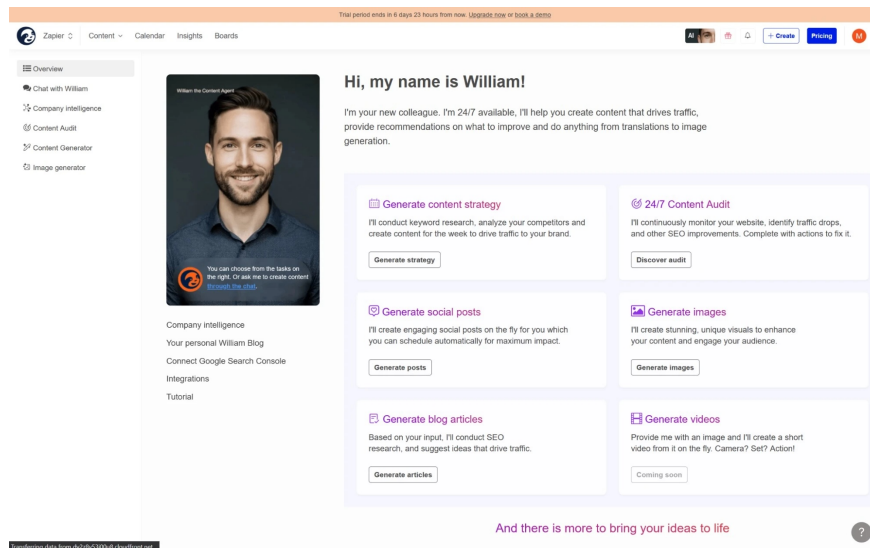 Trial period ends in 6 days 23 hours from now. Upgrade now or book a demo
Zapier Content Calendar Insights Boards AI + Create Pricing M
Overview
Chat with William
Company intelligence
Content Audit
Content Generator
Image generator
William the Content Agent
You can choose from the tasks on
the right. Or ask me to create content
through the chat.
Company intelligence
Your personal William Blog
Connect Google Search Console
Integrations
Tutorial
Hi, my name is William!
I'm your new colleague. I'm 24/7 available, I'll help you create content that drives traffic,
provide recommendations on what to improve and do anything from translations to image
generation.
Generate content strategy
I'll conduct keyword research, analyze your competitors and
create content for the week to drive traffic to your brand.
Generate strategy
24/7 Content Audit
I'll continuously monitor your website, identify traffic drops,
and other SEO improvements. Complete with actions to fix it.
Discover audit
Generate social posts
I'll create engaging social posts on the fly for you which
you can schedule automatically for maximum impact.
Generate posts
Generate images
I'll create stunning, unique visuals to enhance
your content and engage your audience.
Generate images
Generate blog articles
Based on your input, I'll conduct SEO
research, and suggest ideas that drive traffic.
Generate articles
Generate videos
Provide me with an image and I'll create a short
video from it on the fly. Camera? Set? Action!
Coming soon
And there is more to bring your ideas to life
?
Transferring data from